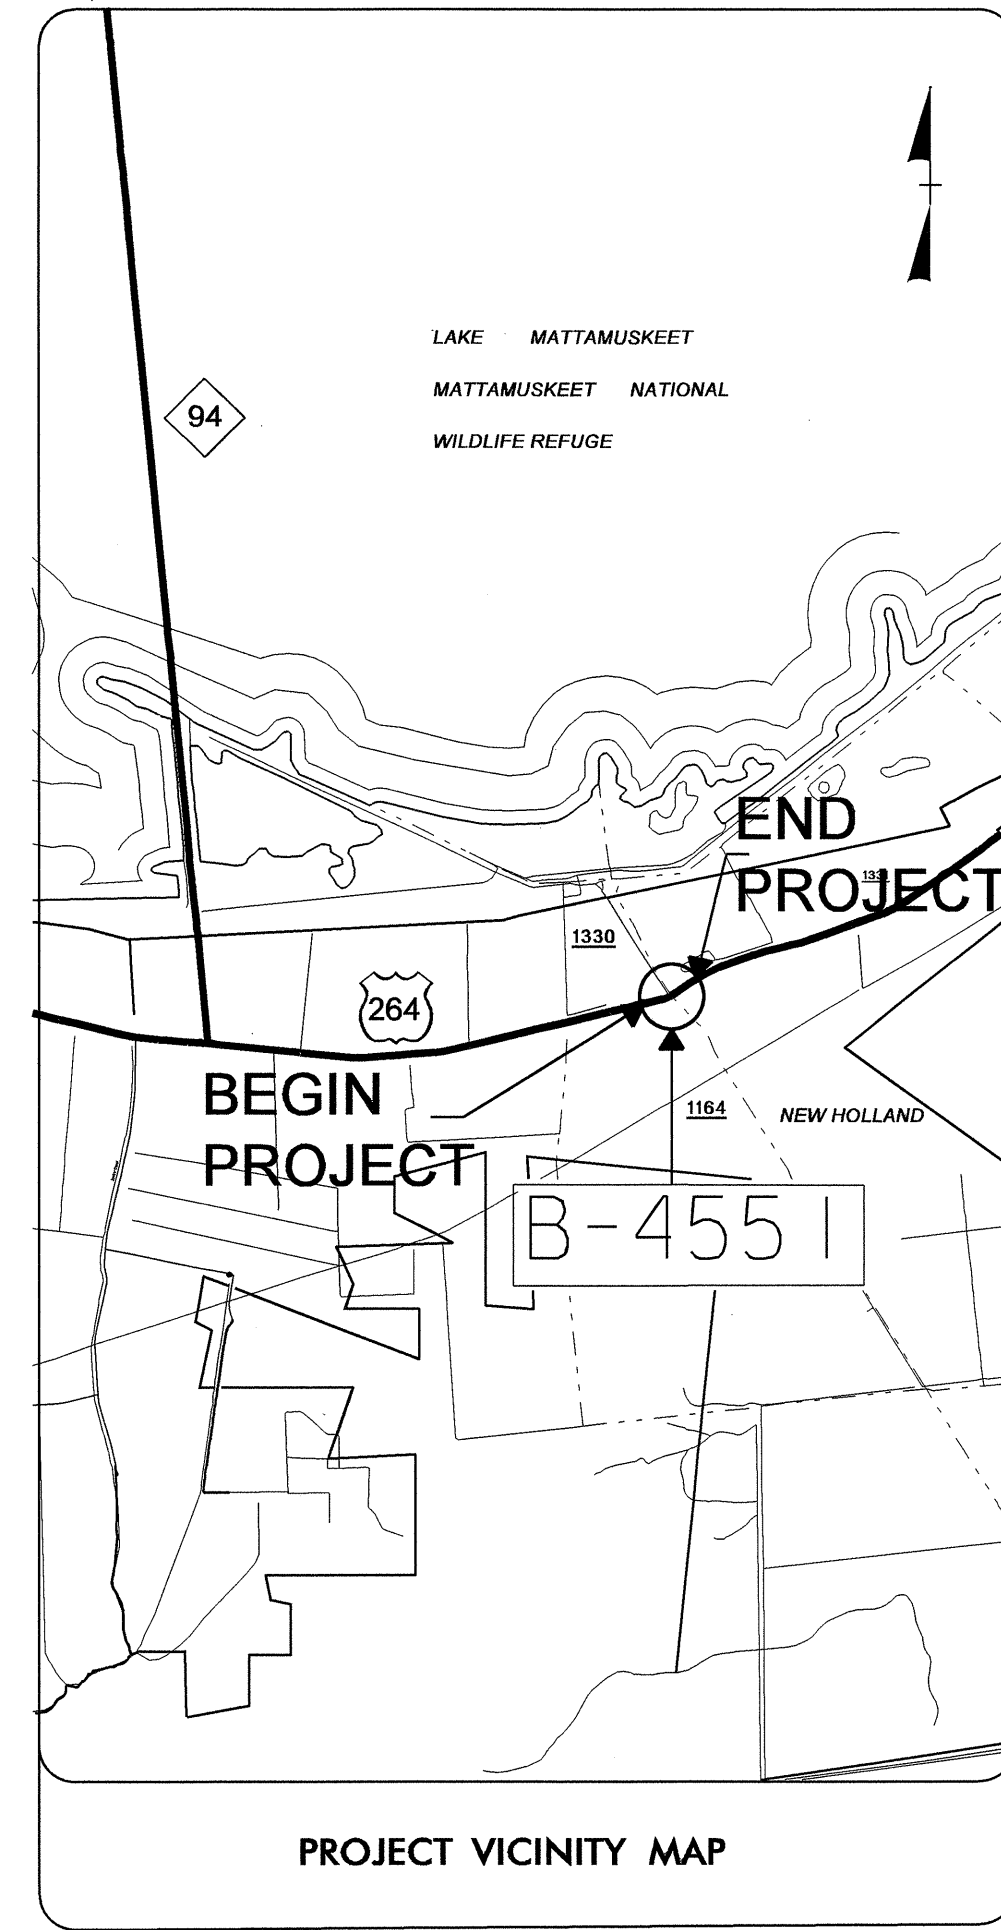 LAKE MATTAMUSKEET
MATTAMUSKEET NATIONAL
WILDLIFE REFUGE
94
END
PROJECT
1330
264
BEGIN
PROJECT
1164
NEW HOLLAND
B-4551
PROJECT VICINITY MAP